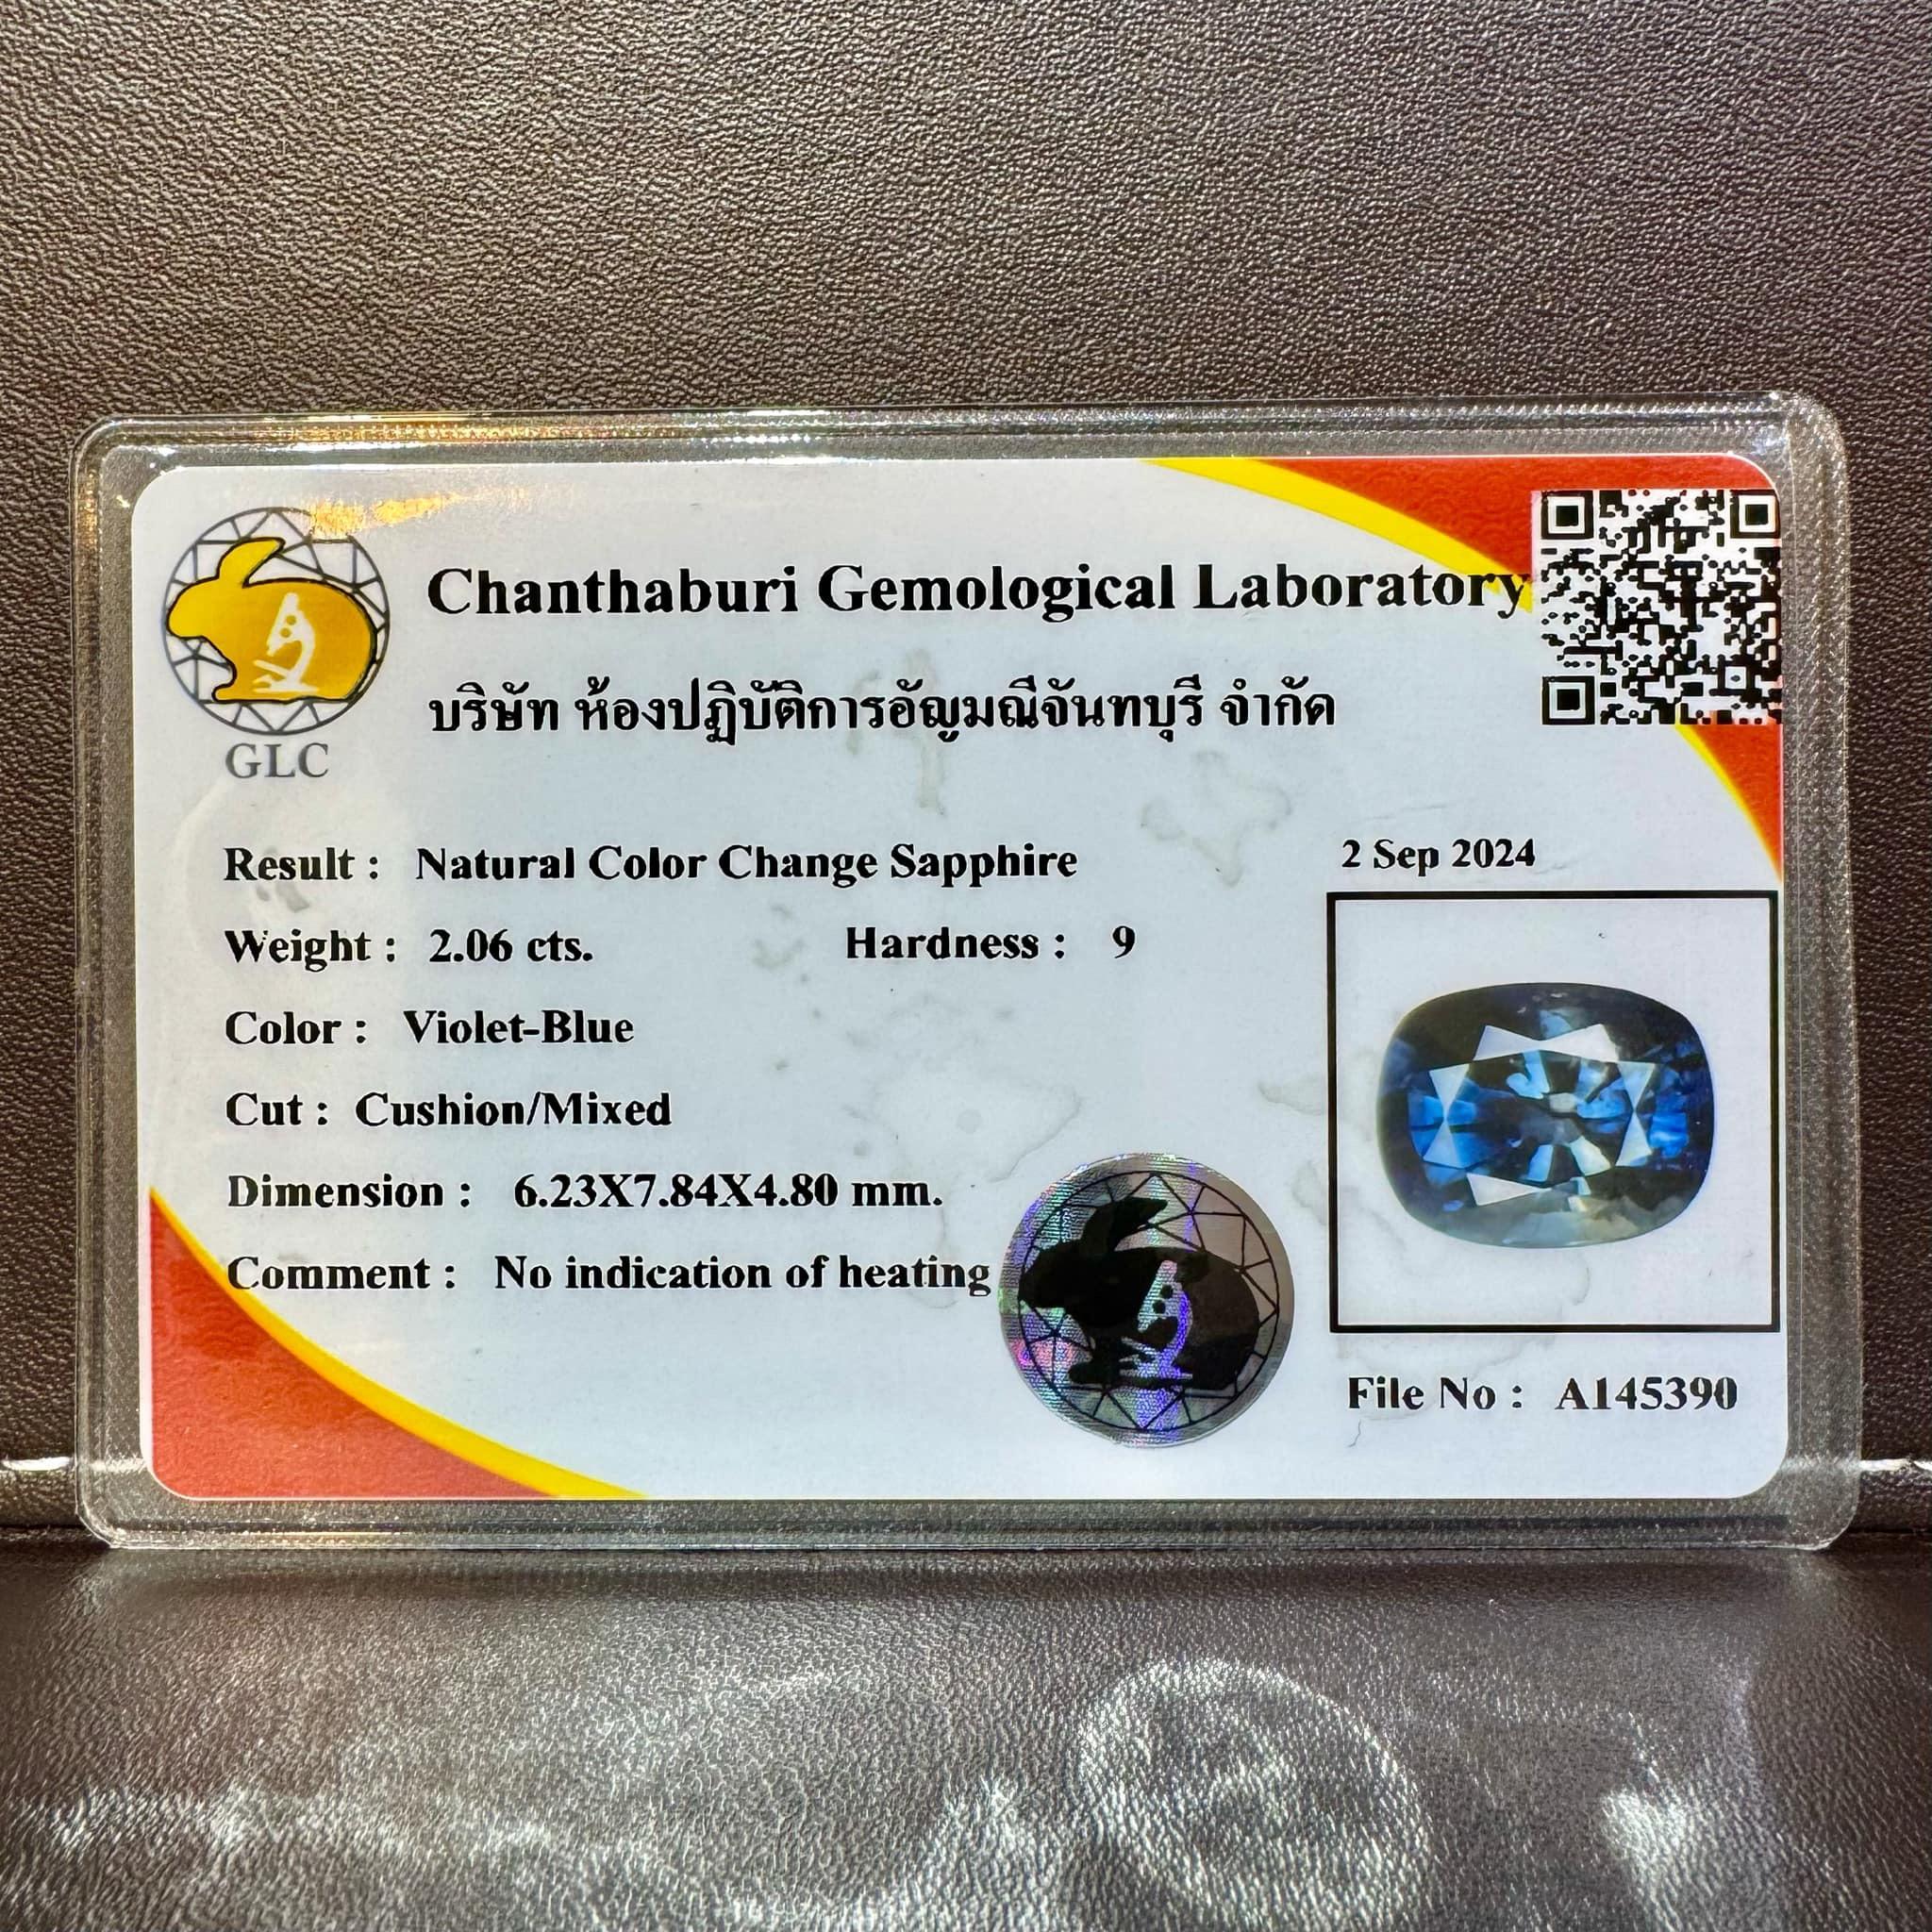 Chanthaburi Gemological Laboratory
บริษัท ห้องปฏิบัติการอัญมณีจันทบุรี จำกัด
GLC
Result : Natural Color Change Sapphire
2 Sep 2024
Weight : 2.06 cts. Hardness : 9
Color : Violet-Blue
Cut : Cushion/Mixed
Dimension : 6.23X7.84X4.80 mm.
Comment : No indication of heating
File No : A145390